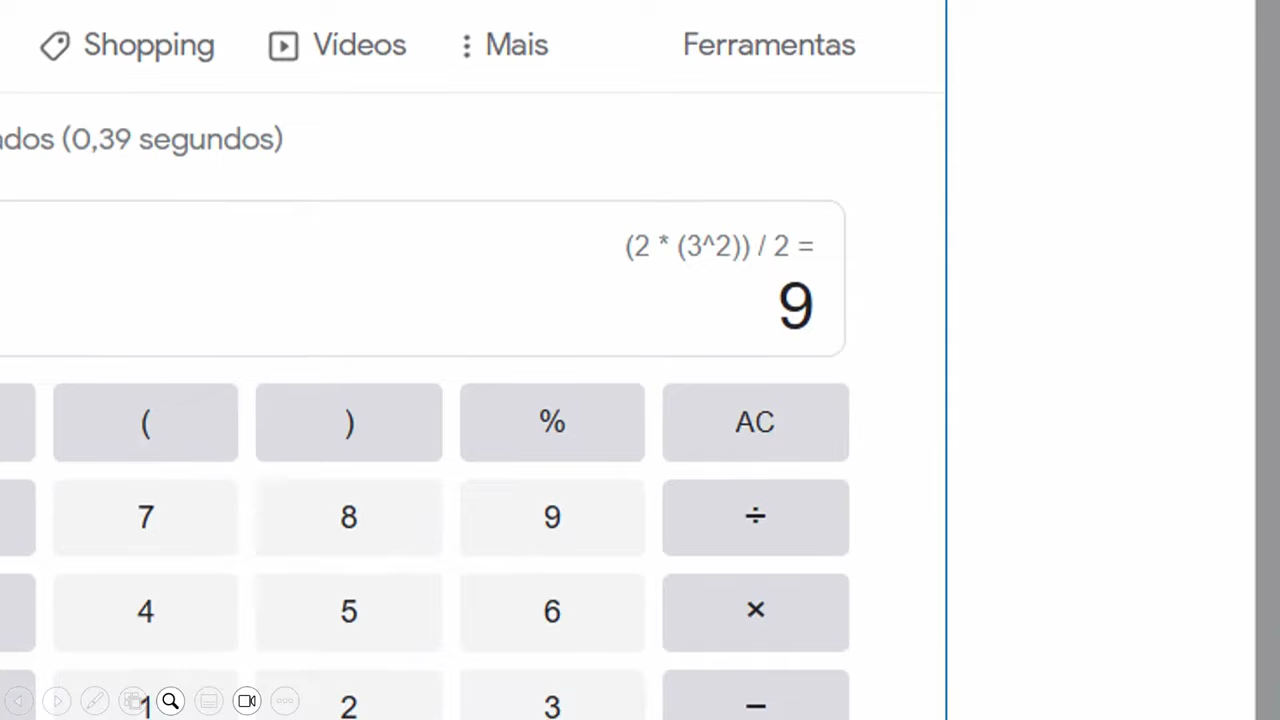 Shopping Vídeos Mais Ferramentas
(0,39 segundos)
(2 * (3^2)) / 2 =
9
( ) % AC
7 8 9 ÷
4 5 6 ×
1 2 3 −